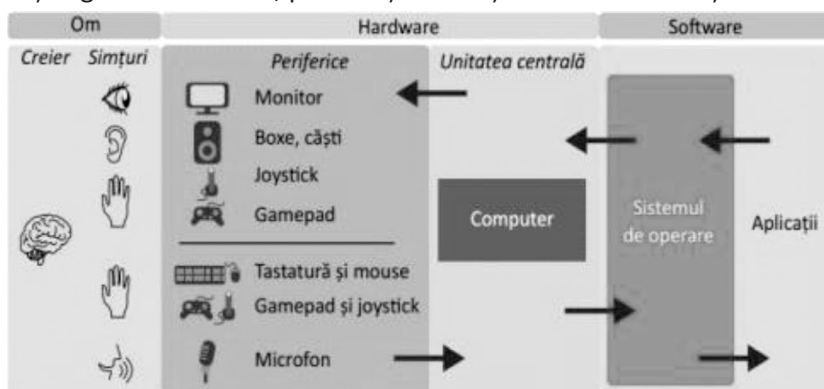 Om Hardware Software
Creier Simțuri Periferice Unitatea centrală
Monitor
Boxe, căști
Joystick
Gamepad
Computer
Sistemul
de operare
Aplicații
Tastatură și mouse
Gamepad și joystick
Microfon